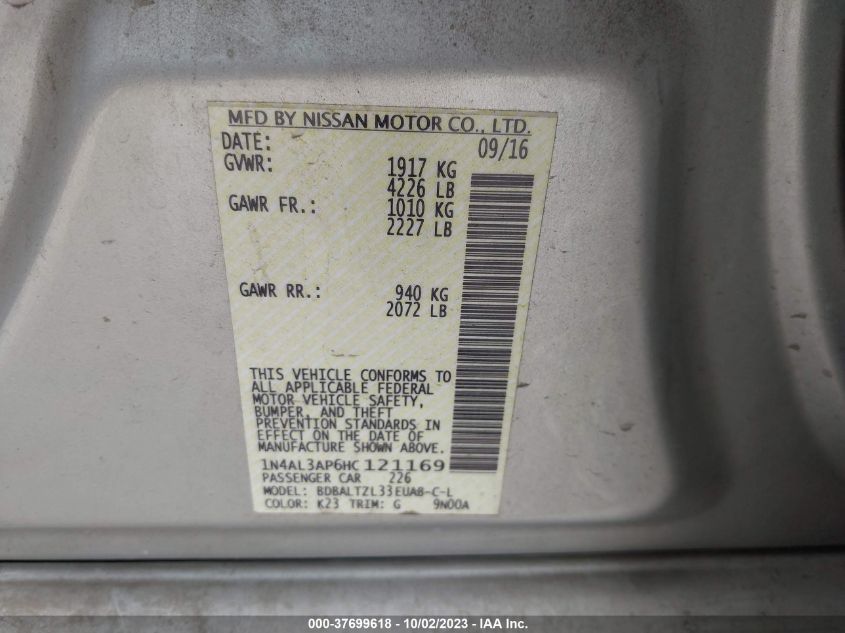 MFD BY NISSAN MOTOR CO., LTD.
DATE: 09/16
GVWR: 1917 KG
4226 LB
GAWR FR.: 1010 KG
2227 LB
GAWR RR.: 940 KG
2072 LB
THIS VEHICLE CONFORMS TO
ALL APPLICABLE FEDERAL
MOTOR VEHICLE SAFETY,
BUMPER, AND THEFT
PREVENTION STANDARDS IN
EFFECT ON THE DATE OF
MANUFACTURE SHOWN ABOVE.
1N4AL3AP6HC 121169
PASSENGER CAR 226
MODEL: BDBALTZL33EUA8-C-L
COLOR: K23 TRIM: G 9N00A
000-37699618 - 10/02/2023 - IAA Inc.